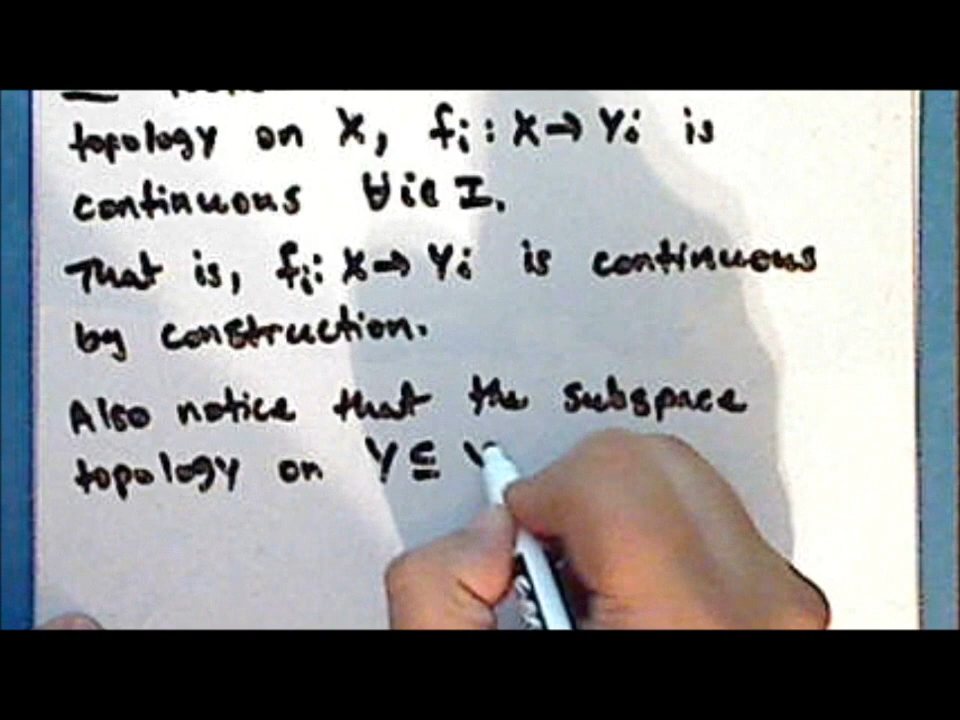 topology on X, fᵢ: X → Yᵢ is
continuous ∀i∈I.
That is, fᵢ: X → Yᵢ is continuous
by construction.
Also notice that the subspace
topology on Y ⊆